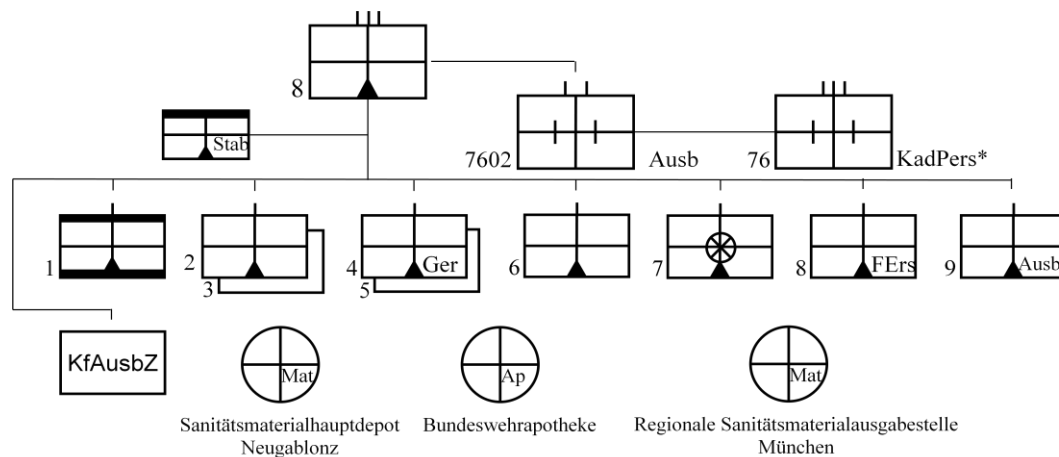 8
Stab
7602
Ausb
76
KadPers*
1
2
3
4
Ger
5
6
7
8
FErs
9
Ausb
KfAusbZ
Mat
Ap
Mat
Sanitätsmaterialhauptdepot
Neugablonz
Bundeswehrapotheke
Regionale Sanitätsmaterialausgabestelle
München